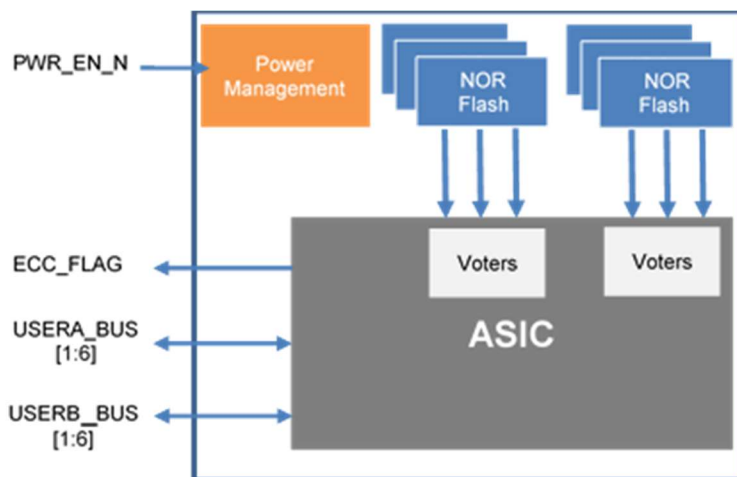 PWR_EN_N
Power
Management
NOR
Flash
NOR
Flash
ECC_FLAG
Voters
Voters
ASIC
USERA_BUS
[1:6]
USERB_BUS
[1:6]